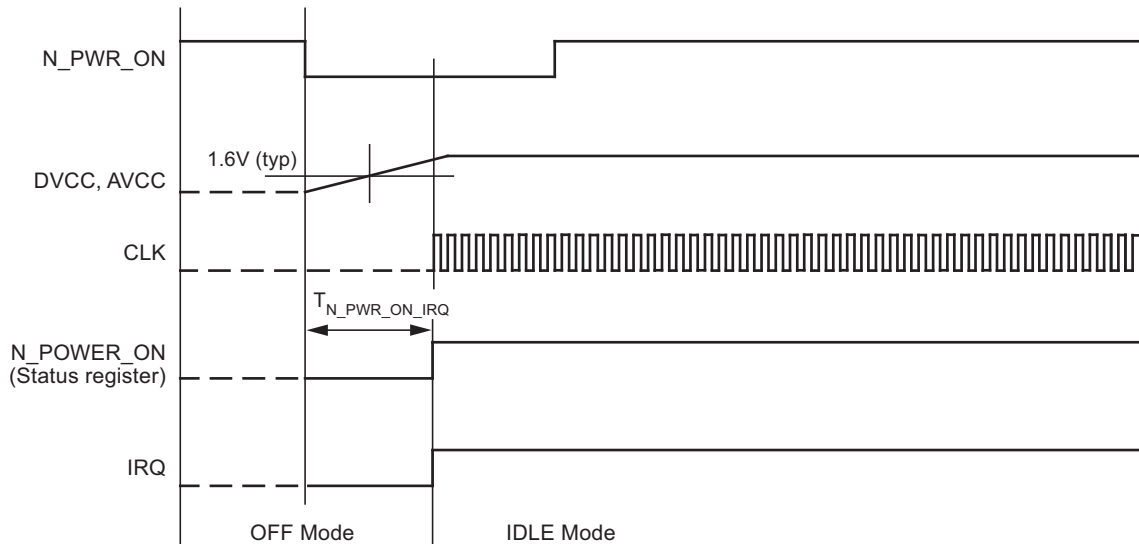 N_PWR_ON
1.6V (typ)
DVCC, AVCC
CLK
TN_PWR_ON_IRQ
N_POWER_ON
(Status register)
IRQ
OFF Mode
IDLE Mode